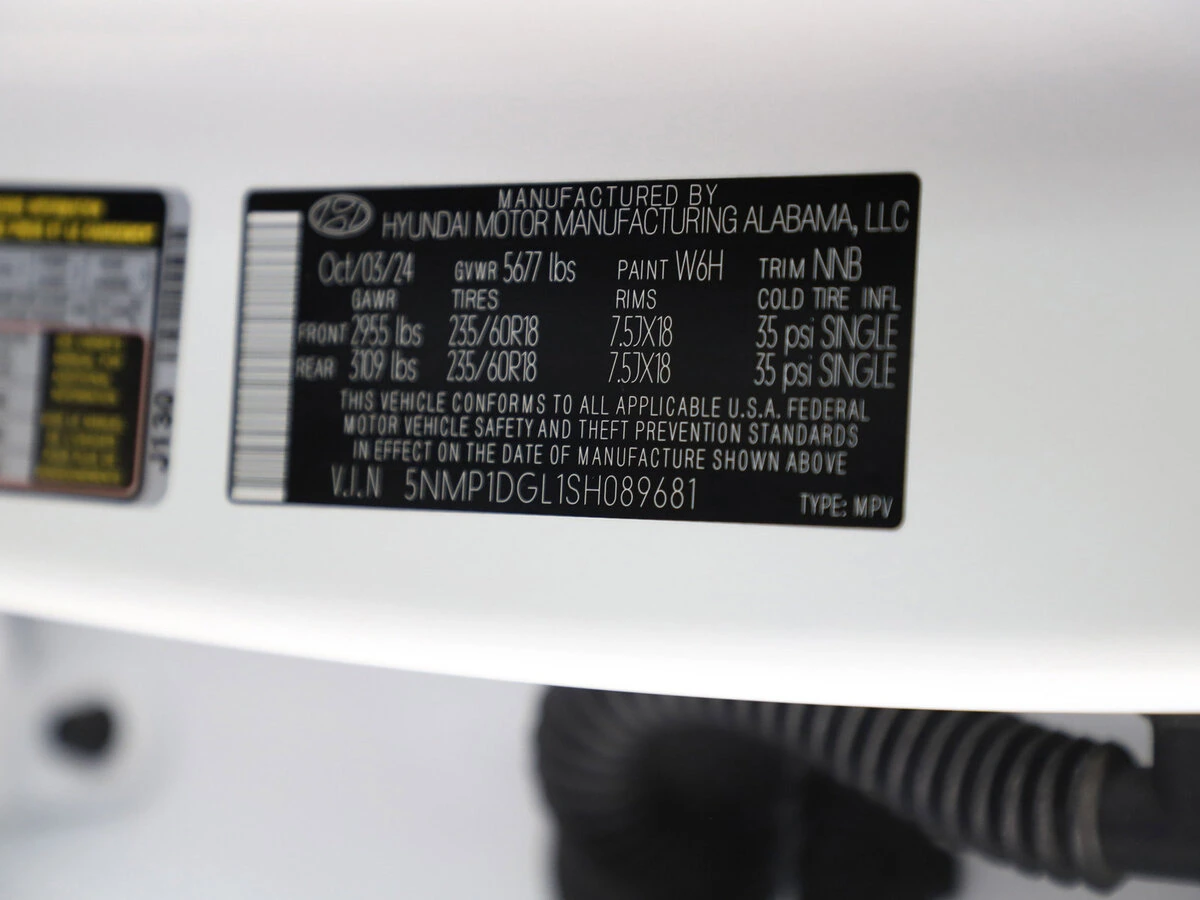 MANUFACTURED BY
HYUNDAI MOTOR MANUFACTURING ALABAMA, LLC
Oct/03/24 GVWR 5677 lbs PAINT W6H TRIM NNB
GAWR TIRES RIMS COLD TIRE INFL
FRONT 2955 lbs 235/60R18 7.5JX18 35 psi SINGLE
REAR 3109 lbs 235/60R18 7.5JX18 35 psi SINGLE
THIS VEHICLE CONFORMS TO ALL APPLICABLE U.S.A. FEDERAL
MOTOR VEHICLE SAFETY AND THEFT PREVENTION STANDARDS
IN EFFECT ON THE DATE OF MANUFACTURE SHOWN ABOVE
V.I.N 5NMP1DGL1SH089681
TYPE: MPV
J130